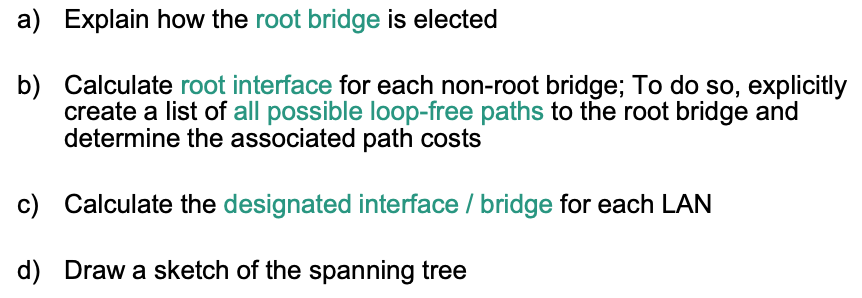 a) Explain how the root bridge is elected
b) Calculate root interface for each non-root bridge; To do so, explicitly
create a list of all possible loop-free paths to the root bridge and
determine the associated path costs
c) Calculate the designated interface / bridge for each LAN
d) Draw a sketch of the spanning tree